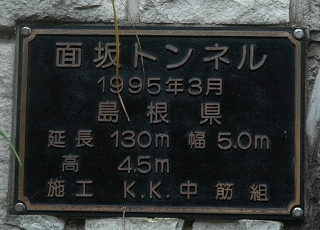 面坂トンネル
1995年3月
島根県
延長 130m 幅 5.0m
高 4.5m
施工 K.K.中筋組